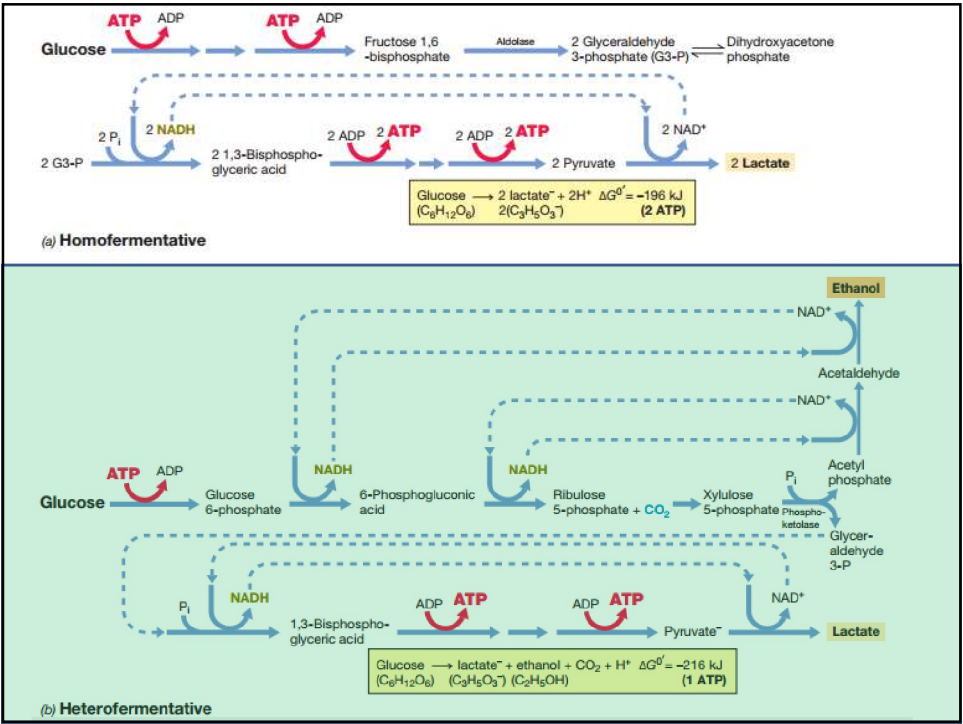 ATP ADP ATP ADP
Glucose Fructose 1,6 -bisphosphate Aldolase 2 Glyceraldehyde 3-phosphate (G3-P) Dihydroxyacetone phosphate
2 Pi 2 NADH 2 ADP 2 ATP 2 ADP 2 ATP 2 NAD⁺
2 G3-P 2 1,3-Bisphospho-
glyceric acid 2 Pyruvate 2 Lactate
Glucose ⟶ 2 lactate⁻ + 2H⁺ ΔG⁰′ = –196 kJ
(C₆H₁₂O₆) 2(C₃H₅O₃⁻) (2 ATP)
(a) Homofermentative
Ethanol
NAD⁺
Acetaldehyde
NAD⁺
ATP ADP NADH NADH Pi Acetyl phosphate
Glucose Glucose 6-phosphate 6-Phosphogluconic acid Ribulose 5-phosphate + CO₂ Xylulose 5-phosphate Phospho-
ketolase
Glycer-
aldehyde
3-P
Pi NADH ADP ATP ADP ATP NAD⁺
1,3-Bisphospho-
glyceric acid Pyruvate⁻ Lactate
Glucose ⟶ lactate⁻ + ethanol + CO₂ + H⁺ ΔG⁰′ = –216 kJ
(C₆H₁₂O₆) (C₃H₅O₃⁻) (C₂H₅OH) (1 ATP)
(b) Heterofermentative